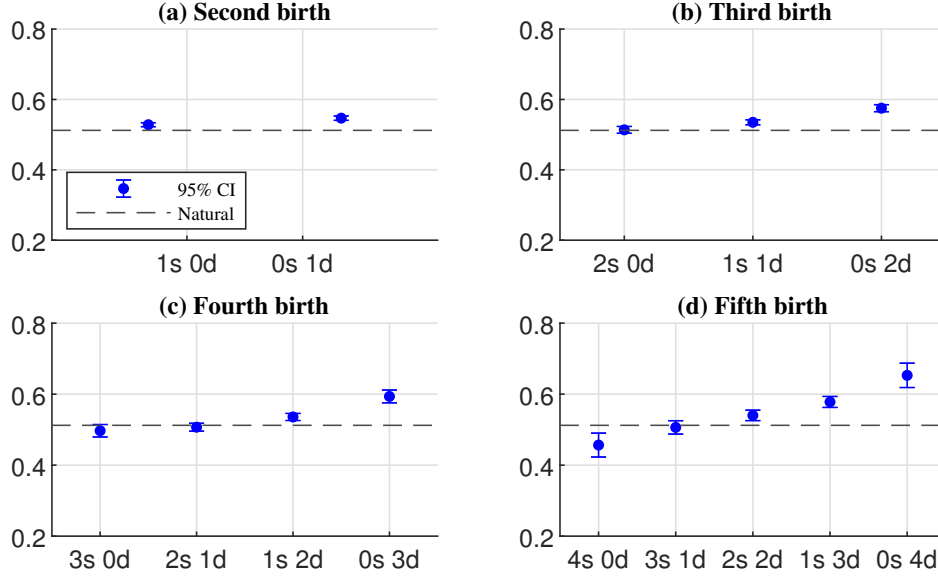 (a) Second birth
0.8
0.6
0.4
0.2
95% CI
Natural
1s 0d 0s 1d
(b) Third birth
0.8
0.6
0.4
0.2
2s 0d 1s 1d 0s 2d
(c) Fourth birth
0.8
0.6
0.4
0.2
3s 0d 2s 1d 1s 2d 0s 3d
(d) Fifth birth
0.8
0.6
0.4
0.2
4s 0d 3s 1d 2s 2d 1s 3d 0s 4d